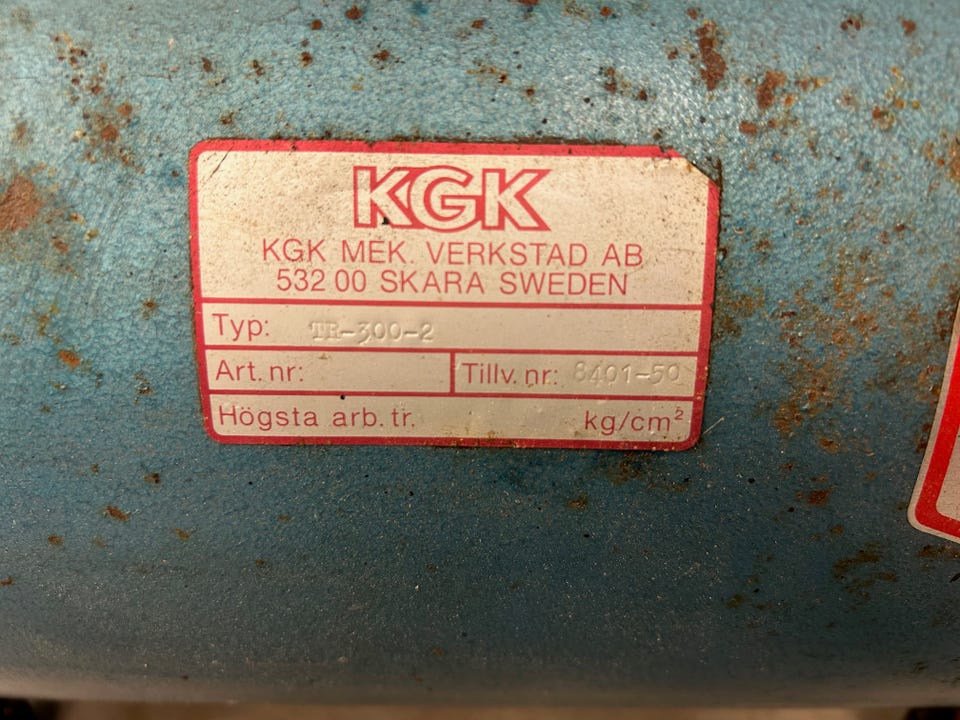 KGK
KGK MEK. VERKSTAD AB
532 00 SKARA SWEDEN
Typ: TR-300-2
Art. nr: Tillv. nr: 8401-50
Högsta arb. tr. kg/cm²